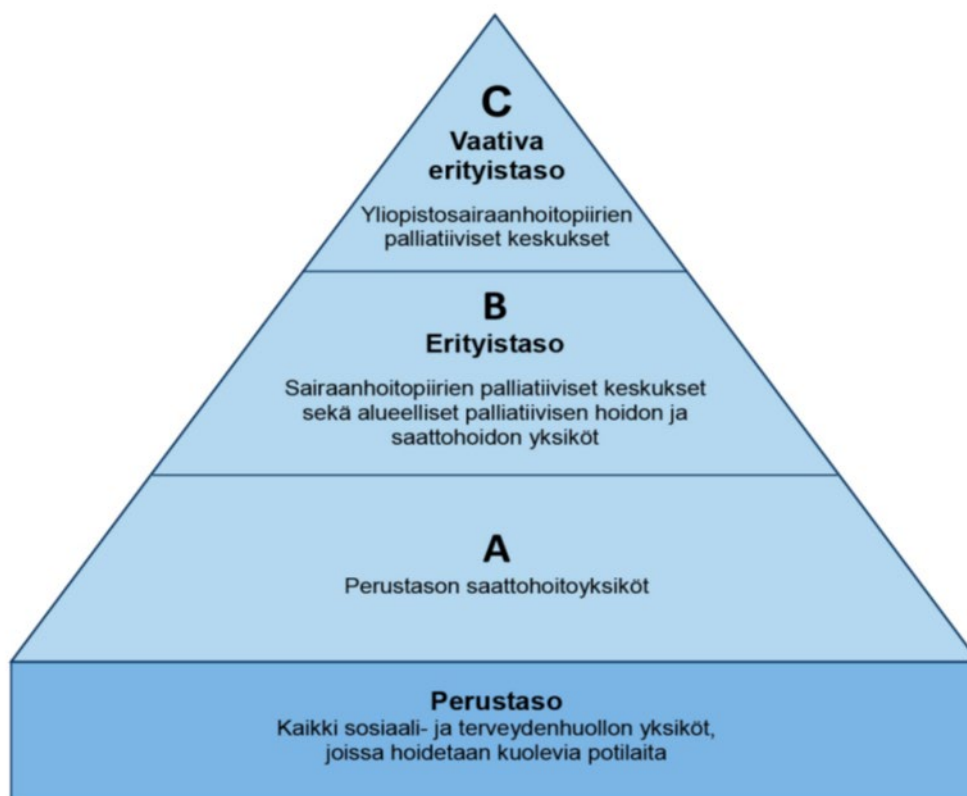 C
Vaativa
erityistaso
Yliopistosairaanhoitopiirien
palliatiiviset keskukset
B
Erityistaso
Sairaanhoitopiirien palliatiiviset keskukset
sekä alueelliset palliatiivisen hoidon ja
saattohoidon yksiköt
A
Perustason saattohoitoyksiköt
Perustaso
Kaikki sosiaali- ja terveydenhuollon yksiköt,
joissa hoidetaan kuolevia potilaita